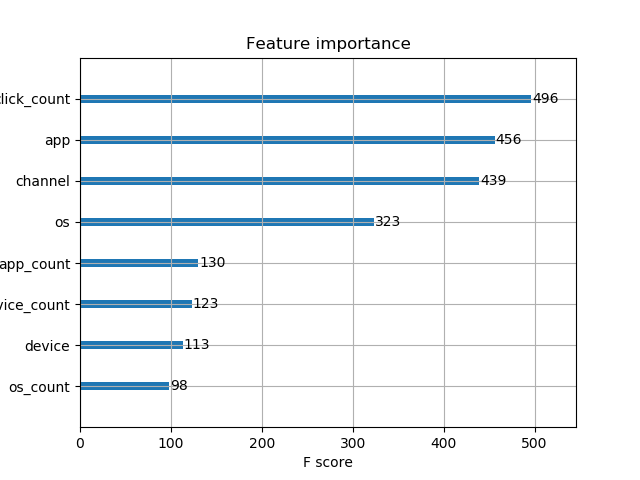 Feature importance
click_count 496
app 456
channel 439
os 323
app_count 130
vice_count 123
device 113
os_count 98
0 100 200 300 400 500
F score